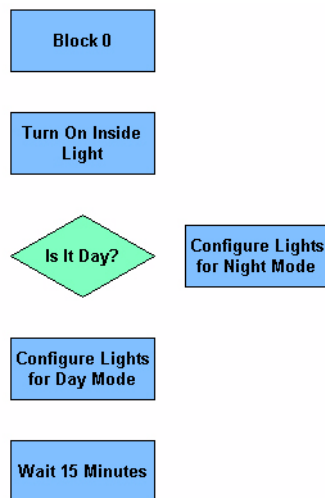 Block 0
Turn On Inside
Light
Is It Day?
Configure Lights
for Night Mode
Configure Lights
for Day Mode
Wait 15 Minutes